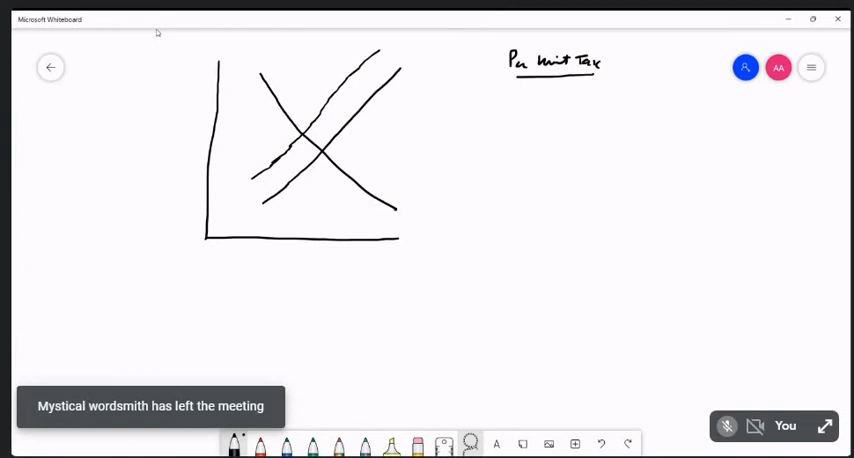 Microsoft Whiteboard
Per Unit Tax
AA
Mystical wordsmith has left the meeting
You
A